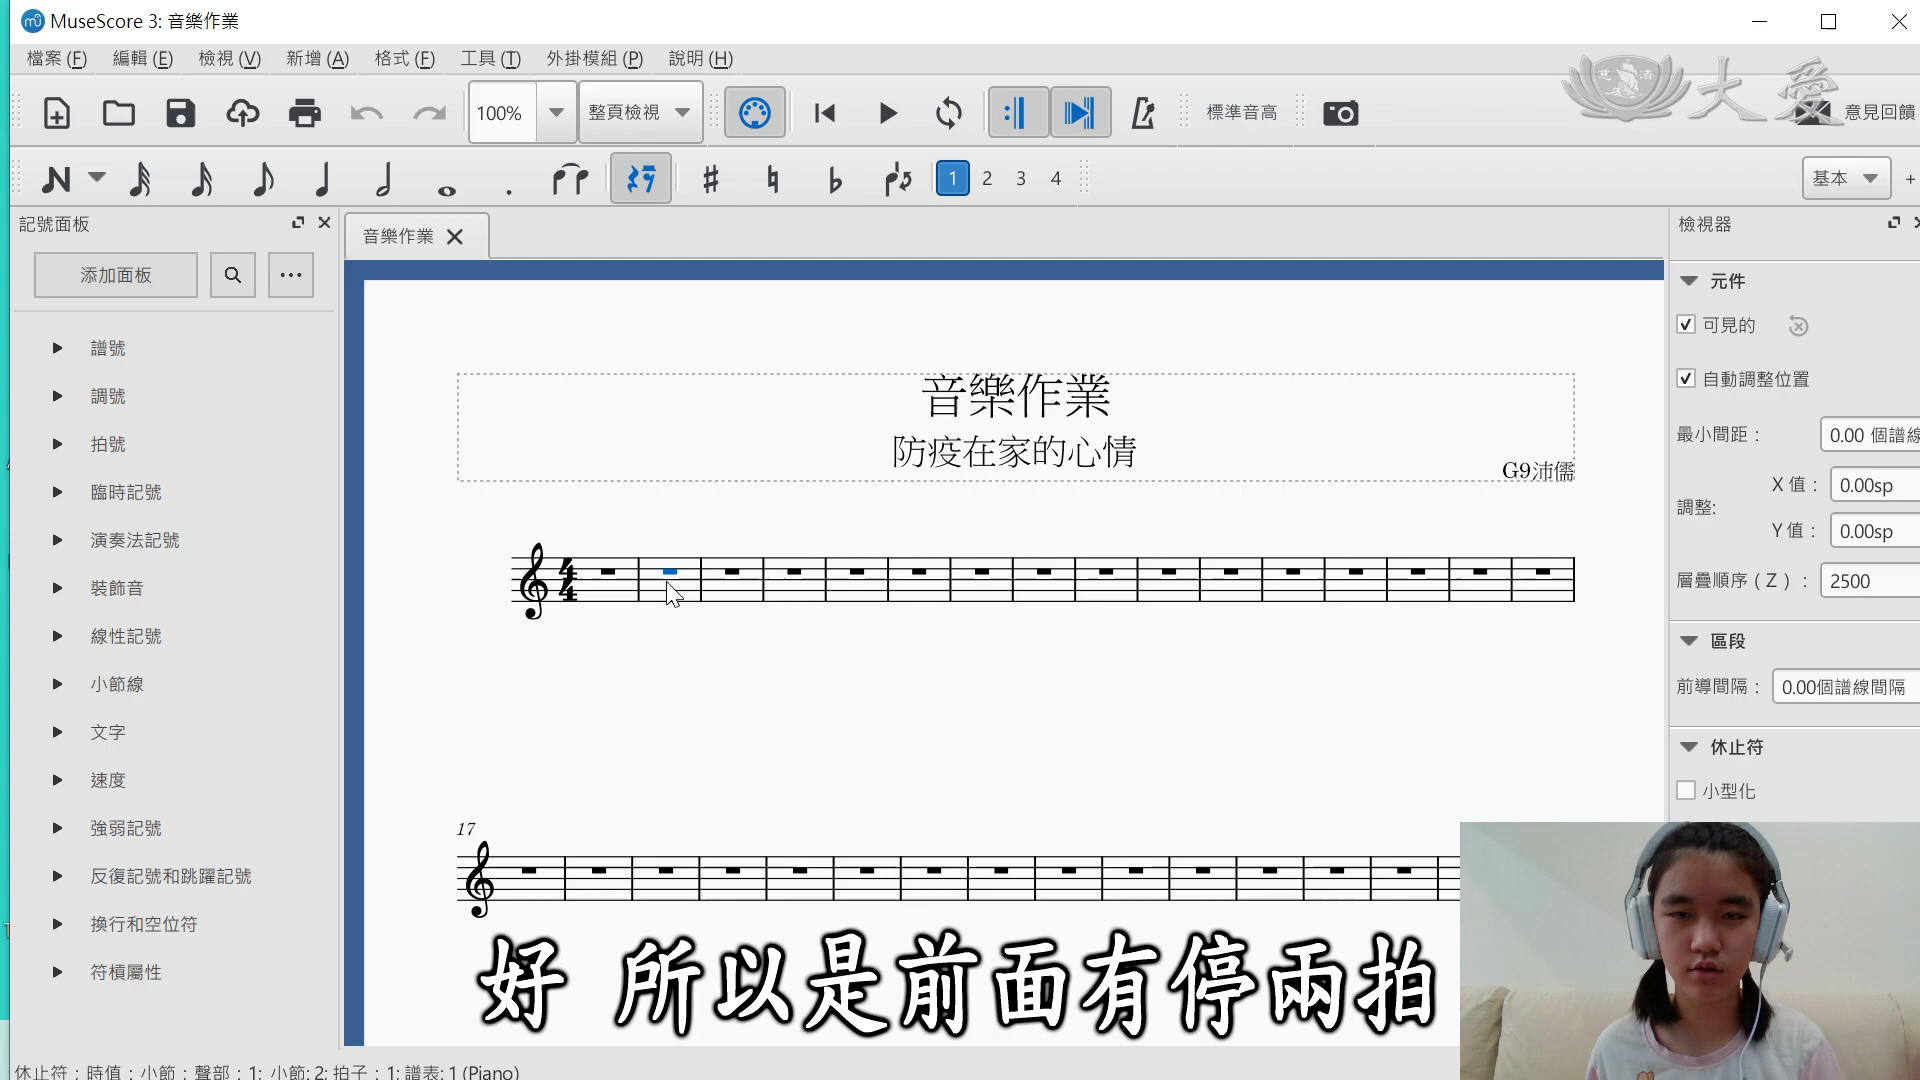 MuseScore 3: 音樂作業
檔案 (F) 編輯 (E) 檢視 (V) 新增 (A) 格式 (F) 工具 (T) 外掛模組 (P) 說明 (H)
大愛
100% 整頁檢視 標準音高 意見回饋
1 2 3 4 基本 +
記號面板
音樂作業
檢視器
添加面板
譜號
調號
拍號
臨時記號
演奏法記號
裝飾音
線性記號
小節線
文字
速度
強弱記號
反復記號和跳躍記號
換行和空位符
符槓屬性
音樂作業
防疫在家的心情
G9沛儒
17
元件
可見的
自動調整位置
最小間距： 0.00 個譜線
調整:
X 值： 0.00sp
Y 值： 0.00sp
層疊順序 ( Z )： 2500
區段
前導間隔： 0.00個譜線間隔
休止符
小型化
好 所以是前面有停兩拍
休止符；時值：小節；聲部：1; 小節: 2; 拍子：1; 譜表: 1 (Piano)